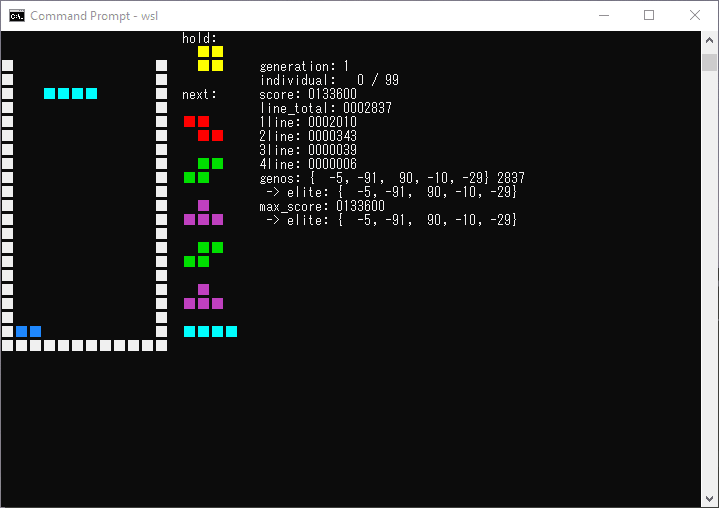 Command Prompt - wsl
hold:
generation: 1
individual:   0 / 99
next:
score: 0133600
line_total: 0002837
1line: 0002010
2line: 0000343
3line: 0000039
4line: 0000006
genos: {  -5, -91,  90, -10, -29} 2837
-> elite: {  -5, -91,  90, -10, -29}
max_score: 0133600
-> elite: {  -5, -91,  90, -10, -29}